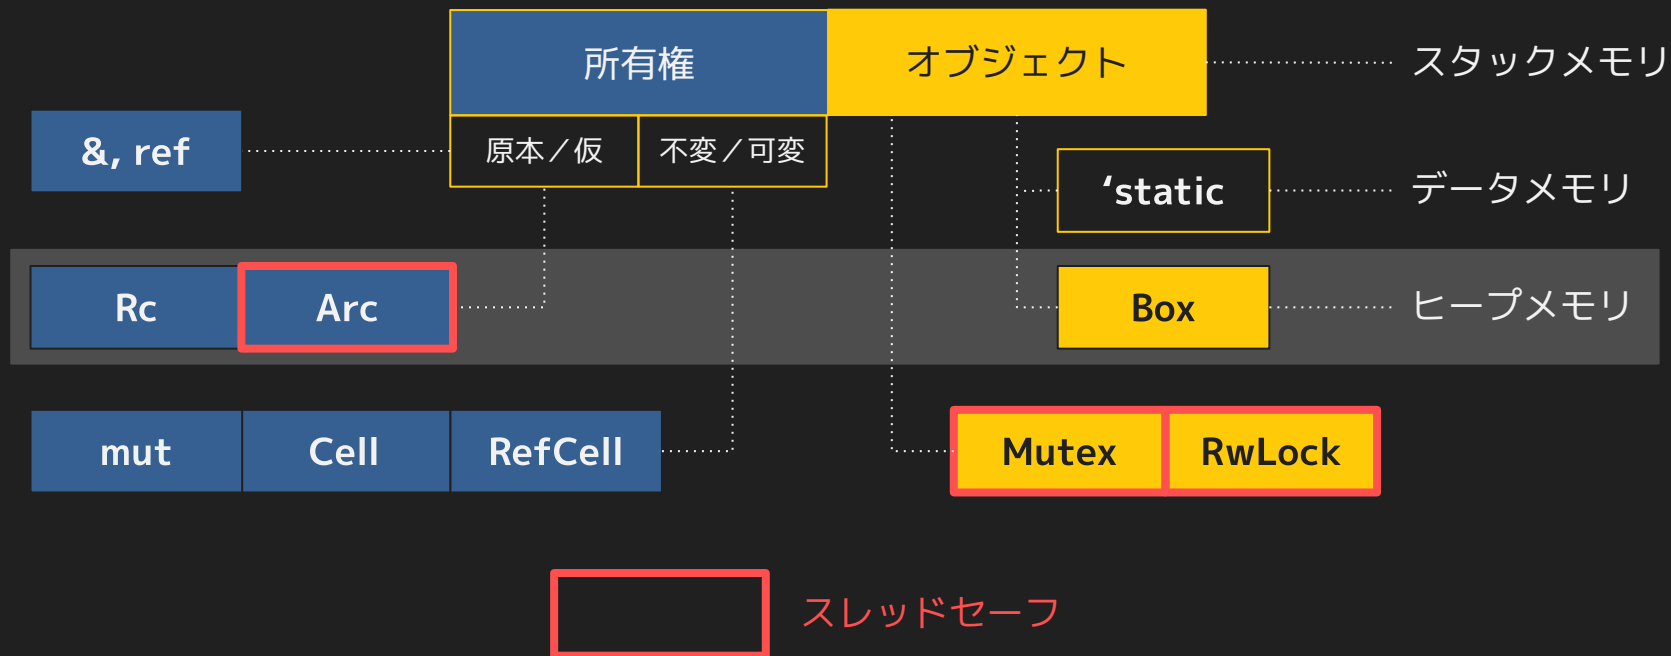 所有権
オブジェクト
スタックメモリ
&, ref
原本／仮
不変／可変
‘static
データメモリ
Rc
Arc
Box
ヒープメモリ
mut
Cell
RefCell
Mutex
RwLock
スレッドセーフ